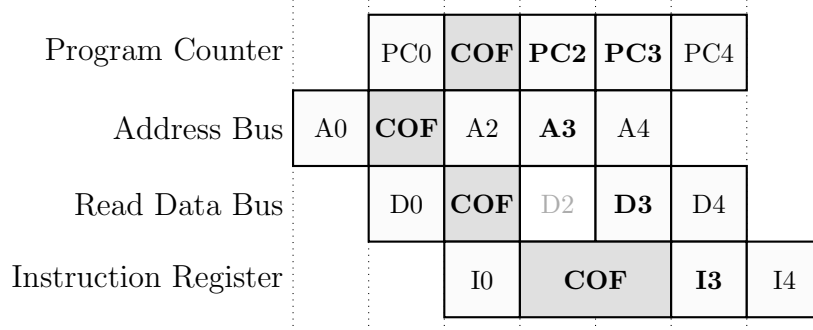 Program Counter PC0 COF PC2 PC3 PC4
Address Bus A0 COF A2 A3 A4
Read Data Bus D0 COF D2 D3 D4
Instruction Register I0 COF I3 I4